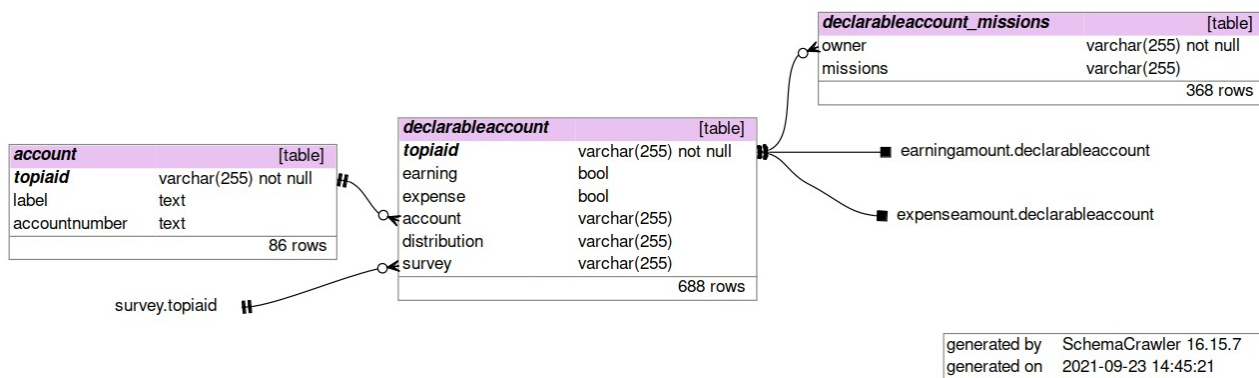 declarableaccount_missions [table]
owner varchar(255) not null
missions varchar(255)
368 rows
declarableaccount [table]
topiaid varchar(255) not null
earning bool
expense bool
account varchar(255)
distribution varchar(255)
survey varchar(255)
688 rows
account [table]
topiaid varchar(255) not null
label text
accountnumber text
86 rows
earningamount.declarableaccount
expenseamount.declarableaccount
survey.topiaid
generated by SchemaCrawler 16.15.7
generated on 2021-09-23 14:45:21